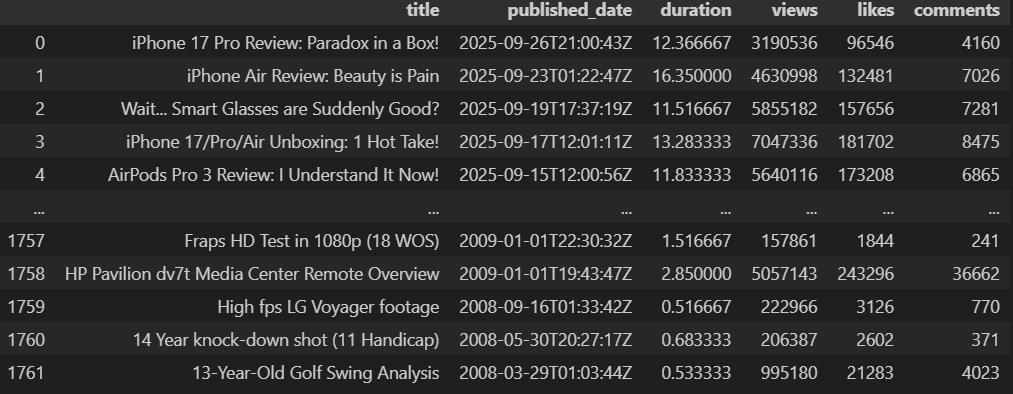 title published_date duration views likes comments
0 iPhone 17 Pro Review: Paradox in a Box! 2025-09-26T21:00:43Z 12.366667 3190536 96546 4160
1 iPhone Air Review: Beauty is Pain 2025-09-23T01:22:47Z 16.350000 4630998 132481 7026
2 Wait... Smart Glasses are Suddenly Good? 2025-09-19T17:37:19Z 11.516667 5855182 157656 7281
3 iPhone 17/Pro/Air Unboxing: 1 Hot Take! 2025-09-17T12:01:11Z 13.283333 7047336 181702 8475
4 AirPods Pro 3 Review: I Understand It Now! 2025-09-15T12:00:56Z 11.833333 5640116 173208 6865
... ... ... ... ... ... ...
1757 Fraps HD Test in 1080p (18 WOS) 2009-01-01T22:30:32Z 1.516667 157861 1844 241
1758 HP Pavilion dv7t Media Center Remote Overview 2009-01-01T19:43:47Z 2.850000 5057143 243296 36662
1759 High fps LG Voyager footage 2008-09-16T01:33:42Z 0.516667 222966 3126 770
1760 14 Year knock-down shot (11 Handicap) 2008-05-30T20:27:17Z 0.683333 206387 2602 371
1761 13-Year-Old Golf Swing Analysis 2008-03-29T01:03:44Z 0.533333 995180 21283 4023